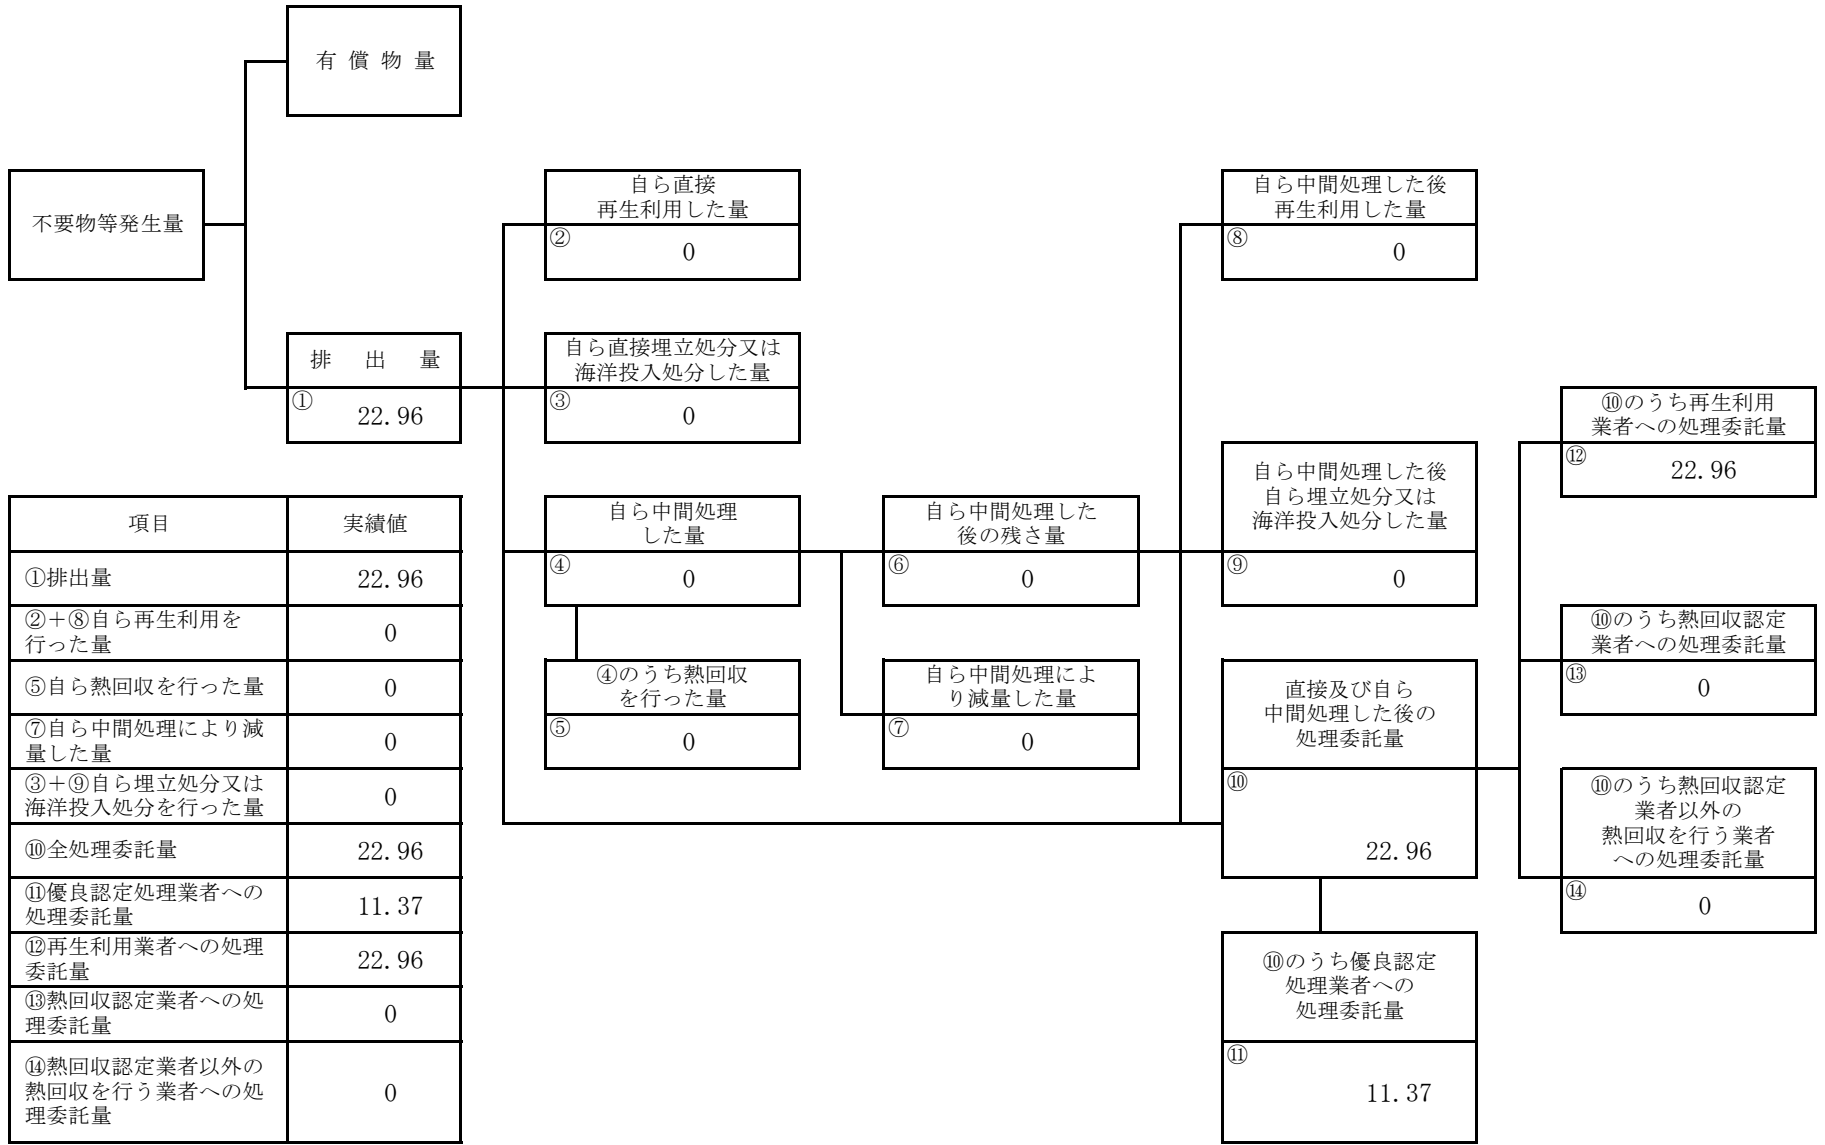 有 償 物 量
不要物等発生量
排 出 量
①
22.96
自ら直接
再生利用した量
②
0
自ら直接埋立処分又は
海洋投入処分した量
③
0
自ら中間処理
した量
④
0
④のうち熱回収
を行った量
⑤
0
自ら中間処理した
後の残さ量
⑥
0
自ら中間処理によ
り減量した量
⑦
0
自ら中間処理した後
再生利用した量
⑧
0
自ら中間処理した後
自ら埋立処分又は
海洋投入処分した量
⑨
0
直接及び自ら
中間処理した後の
処理委託量
⑩
22.96
⑩のうち優良認定
処理業者への
処理委託量
⑪
11.37
⑩のうち再生利用
業者への処理委託量
⑫
22.96
⑩のうち熱回収認定
業者への処理委託量
⑬
0
⑩のうち熱回収認定
業者以外の
熱回収を行う業者
への処理委託量
⑭
0
項目 実績値
①排出量 22.96
②＋⑧自ら再生利用を
行った量
0
⑤自ら熱回収を行った量 0
⑦自ら中間処理により減
量した量
0
③＋⑨自ら埋立処分又は
海洋投入処分を行った量
0
⑩全処理委託量 22.96
⑪優良認定処理業者への
処理委託量
11.37
⑫再生利用業者への処理
委託量
22.96
⑬熱回収認定業者への処
理委託量
0
⑭熱回収認定業者以外の
熱回収を行う業者への処
理委託量
0